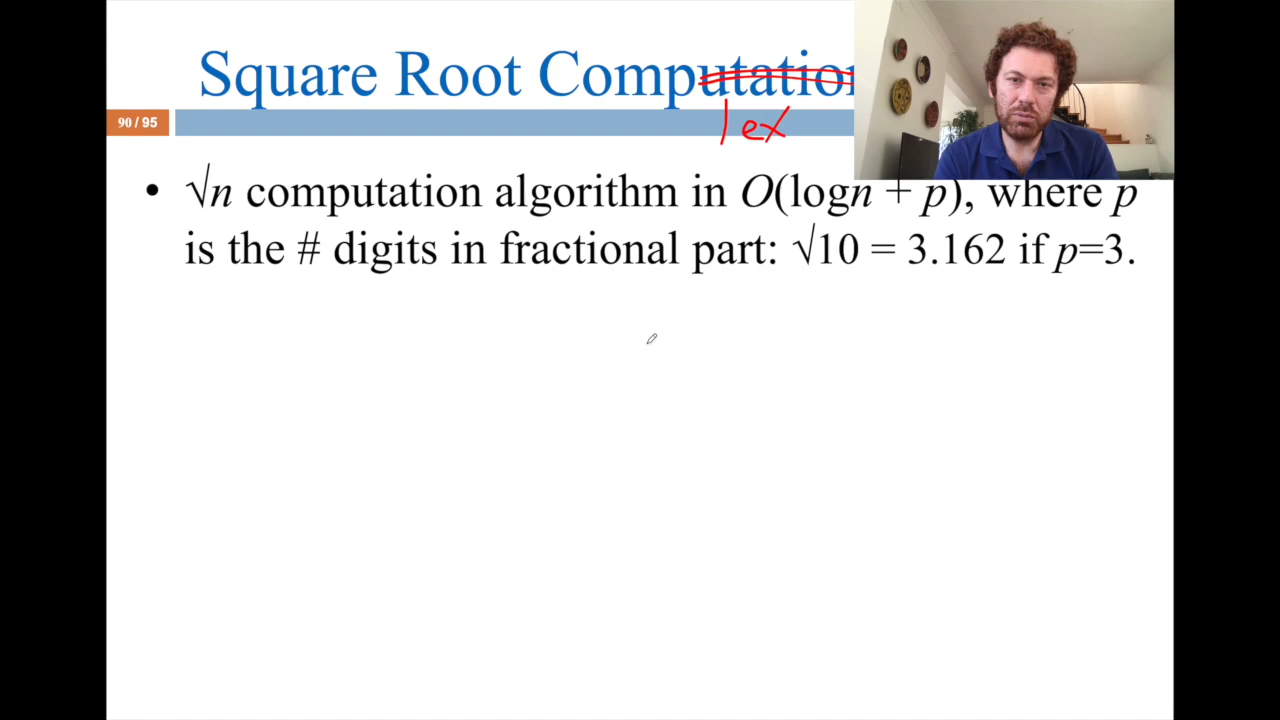 Square Root Computation
90 / 95
lex
• √n computation algorithm in O(logn + p), where p
is the # digits in fractional part: √10 = 3.162 if p=3.